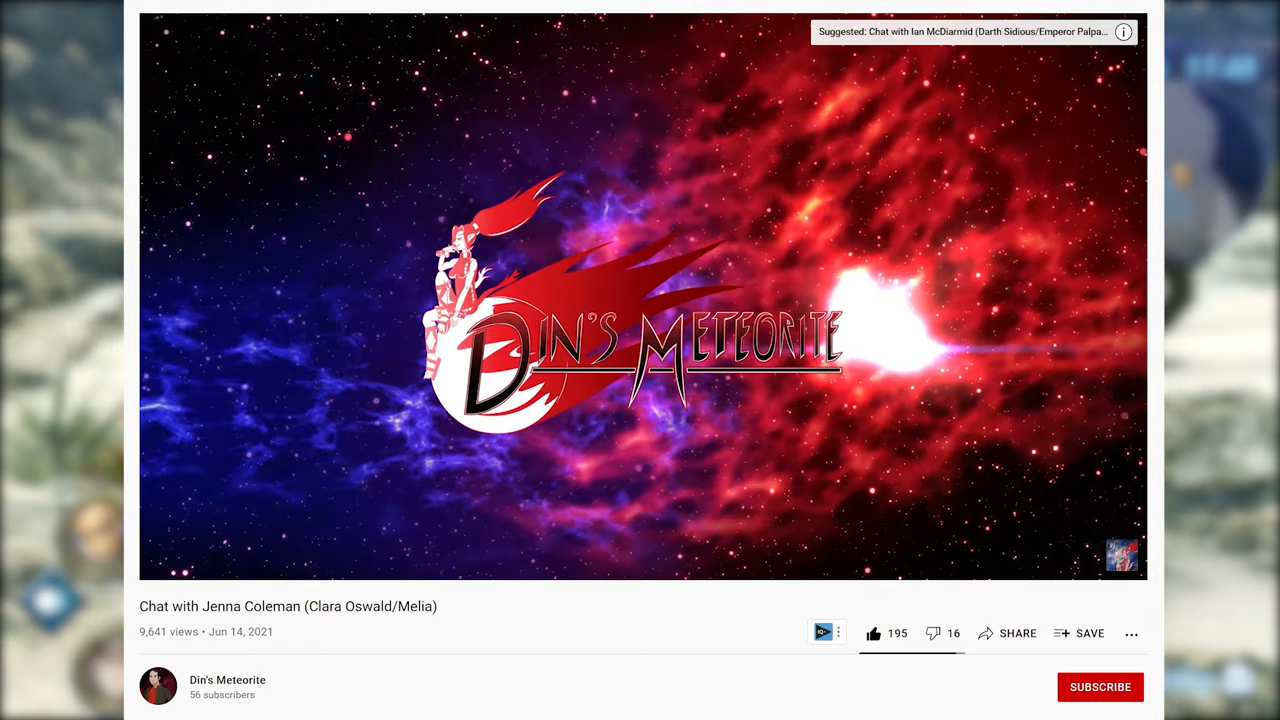 Suggested: Chat with Ian McDiarmid (Darth Sidious/Emperor Palpa...
DIN'S METEORITE
Chat with Jenna Coleman (Clara Oswald/Melia)
9,641 views • Jun 14, 2021
195
16
SHARE
SAVE
Din's Meteorite
56 subscribers
SUBSCRIBE